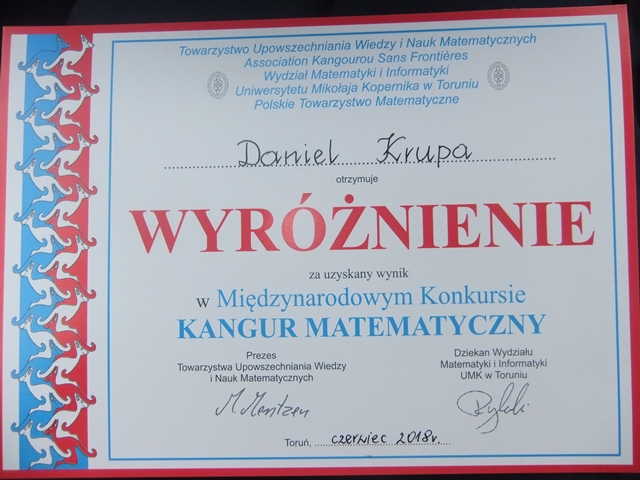 Towarzystwo Upowszechniania Wiedzy i Nauk Matematycznych
Association Kangourou Sans Frontières
Wydział Matematyki i Informatyki
Uniwersytetu Mikołaja Kopernika w Toruniu
Polskie Towarzystwo Matematyczne
Daniel Krupa
otrzymuje
WYRÓŻNIENIE
za uzyskany wynik
w Międzynarodowym Konkursie
KANGUR MATEMATYCZNY
Prezes
Towarzystwa Upowszechniania Wiedzy
i Nauk Matematycznych
Dziekan Wydziału
Matematyki i Informatyki
UMK w Toruniu
Toruń, czerwiec 2018r.